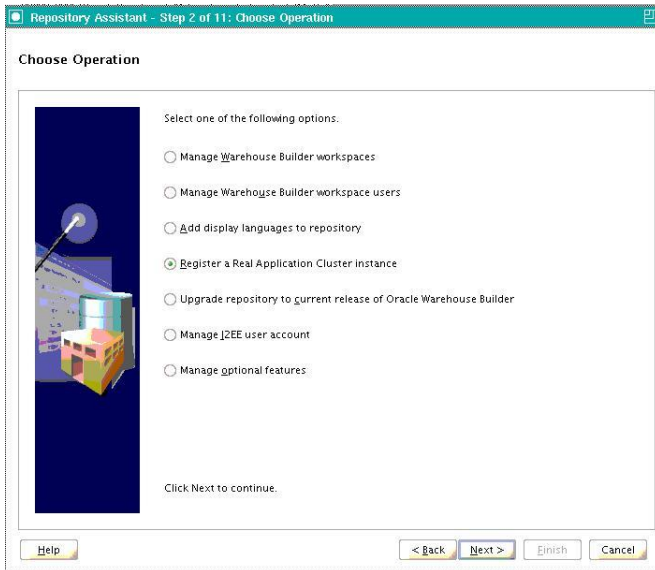 Repository Assistant - Step 2 of 11: Choose Operation
Choose Operation
Select one of the following options.
Manage Warehouse Builder workspaces
Manage Warehouse Builder workspace users
Add display languages to repository
Register a Real Application Cluster instance
Upgrade repository to current release of Oracle Warehouse Builder
Manage J2EE user account
Manage optional features
Click Next to continue.
Help
< Back
Next >
Finish
Cancel